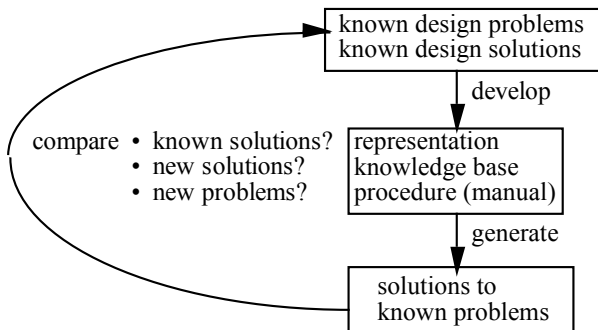 known design problems
known design solutions
develop
compare • known solutions?
• new solutions?
• new problems?
representation
knowledge base
procedure (manual)
generate
solutions to
known problems